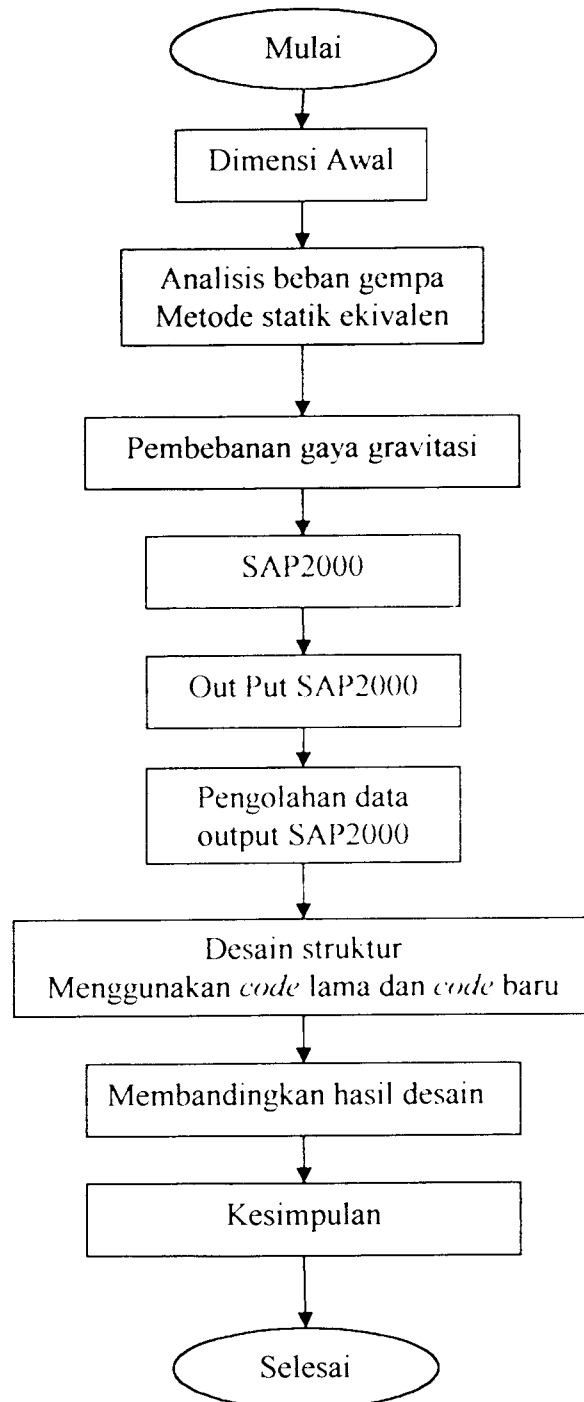 Mulai
Dimensi Awal
Analisis beban gempa
Metode statik ekivalen
Pembebanan gaya gravitasi
SAP2000
Out Put SAP2000
Pengolahan data
output SAP2000
Desain struktur
Menggunakan code lama dan code baru
Membandingkan hasil desain
Kesimpulan
Selesai